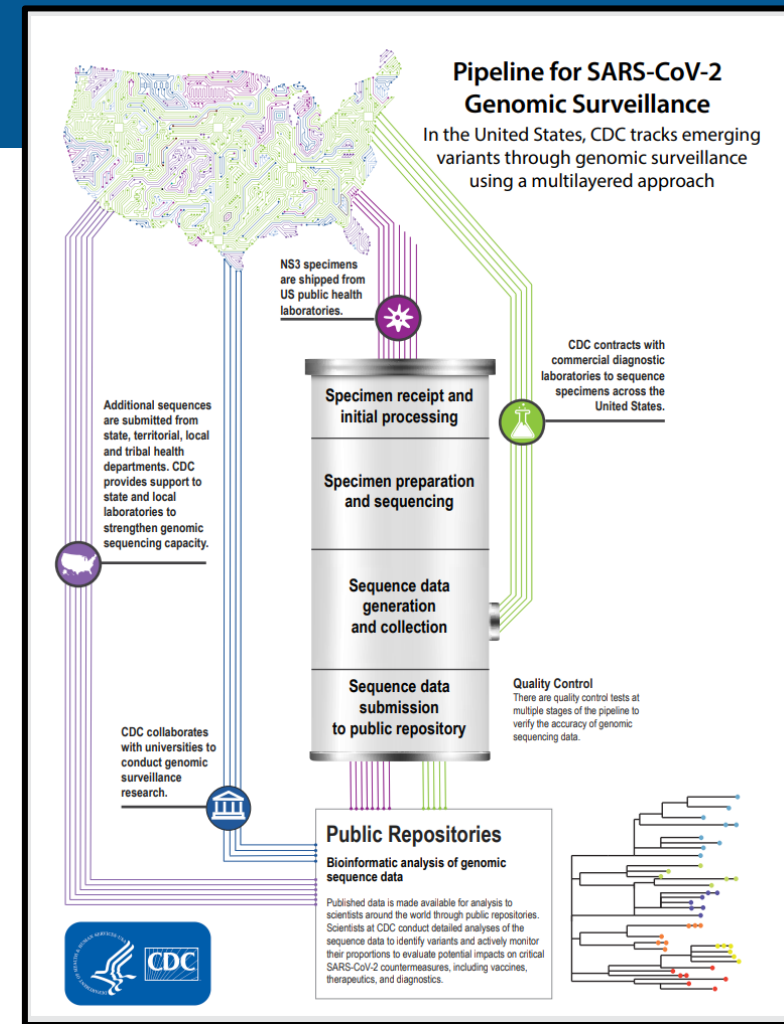 Pipeline for SARS-CoV-2
Genomic Surveillance
In the United States, CDC tracks emerging
variants through genomic surveillance
using a multilayered approach
NS3 specimens
are shipped from
US public health
laboratories.
CDC contracts with
commercial diagnostic
laboratories to sequence
specimens across the
United States.
Specimen receipt and
initial processing
Additional sequences
are submitted from
state, territorial, local
and tribal health
departments. CDC
provides support to
state and local
laboratories to
strengthen genomic
sequencing capacity.
Specimen preparation
and sequencing
Sequence data
generation
and collection
Sequence data
submission
to public repository
Quality Control
There are quality control tests at
multiple stages of the pipeline to
verify the accuracy of genomic
sequencing data.
CDC collaborates
with universities to
conduct genomic
surveillance
research.
Public Repositories
Bioinformatic analysis of genomic
sequence data
Published data is made available for analysis to
scientists around the world through public repositories.
Scientists at CDC conduct detailed analyses of the
sequence data to identify variants and actively monitor
their proportions to evaluate potential impacts on critical
SARS-CoV-2 countermeasures, including vaccines,
therapeutics, and diagnostics.
CDC